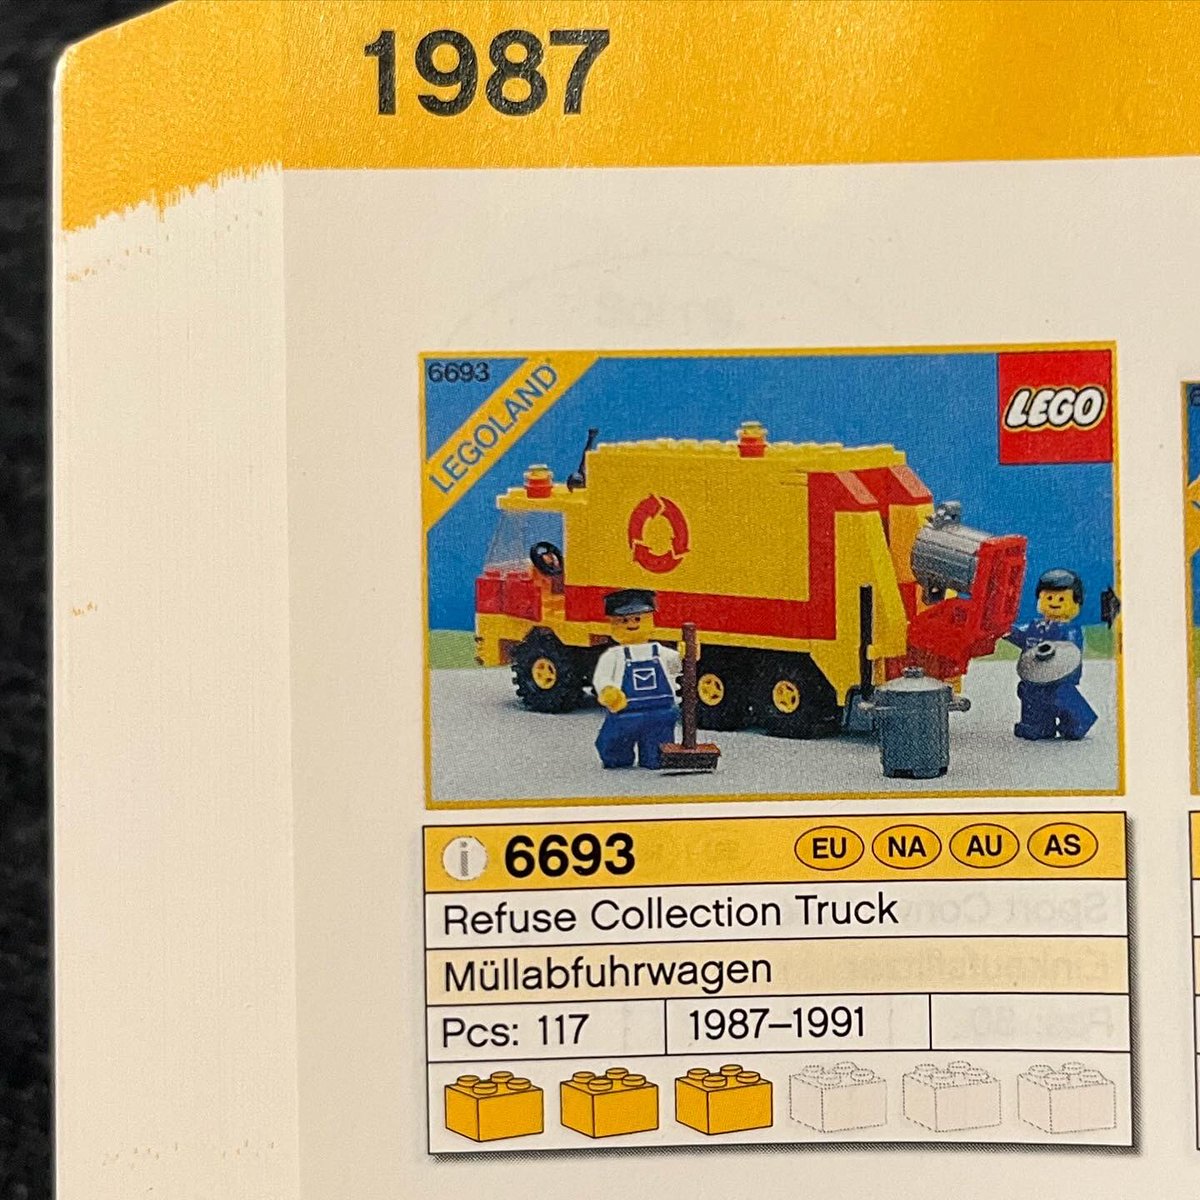 1987
6693
LEGOLAND
LEGO
i 6693 EU NA AU AS
Refuse Collection Truck
Müllabfuhrwagen
Pcs: 117 1987–1991